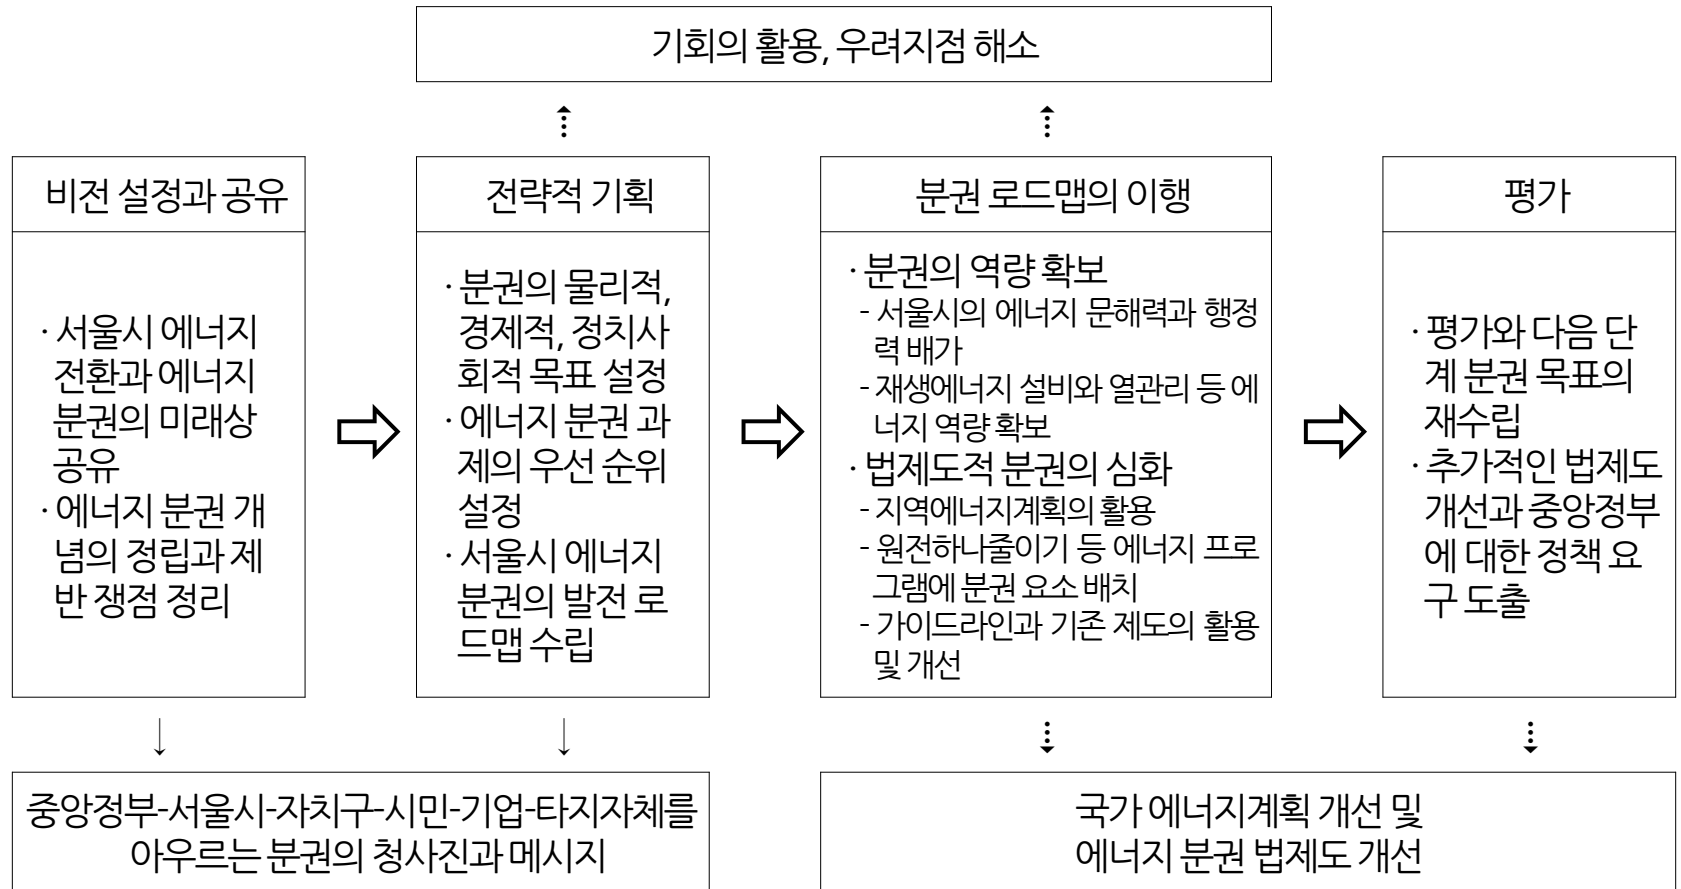 기회의 활용, 우려지점 해소
비전 설정과 공유
· 서울시 에너지
전환과 에너지
분권의 미래상
공유
· 에너지 분권 개
념의 정립과 제
반 쟁점 정리
전략적 기획
· 분권의 물리적,
경제적, 정치사
회적 목표 설정
· 에너지 분권 과
제의 우선 순위
설정
· 서울시 에너지
분권의 발전 로
드맵 수립
분권 로드맵의 이행
· 분권의 역량 확보
- 서울시의 에너지 문해력과 행정
력 배가
- 재생에너지 설비와 열관리 등 에
너지 역량 확보
· 법제도적 분권의 심화
- 지역에너지계획의 활용
- 원전하나줄이기 등 에너지 프로
그램에 분권 요소 배치
- 가이드라인과 기존 제도의 활용
및 개선
평가
· 평가와 다음 단
계 분권 목표의
재수립
· 추가적인 법제도
개선과 중앙정부
에 대한 정책 요
구 도출
중앙정부-서울시-자치구-시민-기업-타지자체를
아우르는 분권의 청사진과 메시지
국가 에너지계획 개선 및
에너지 분권 법제도 개선